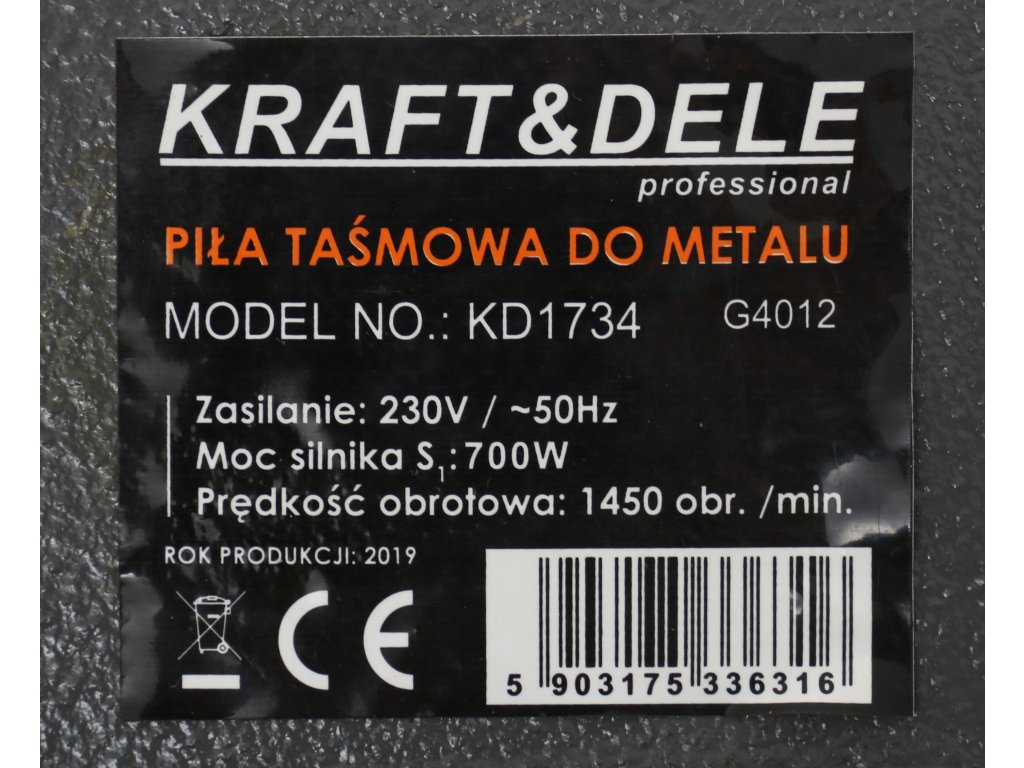 KRAFT&DELE
professional
PIŁA TAŚMOWA DO METALU
MODEL NO.: KD1734 G4012
Zasilanie: 230V / ~50Hz
Moc silnika S₁:700W
Prędkość obrotowa: 1450 obr. /min.
ROK PRODUKCJI: 2019
CE
5 903175 336316